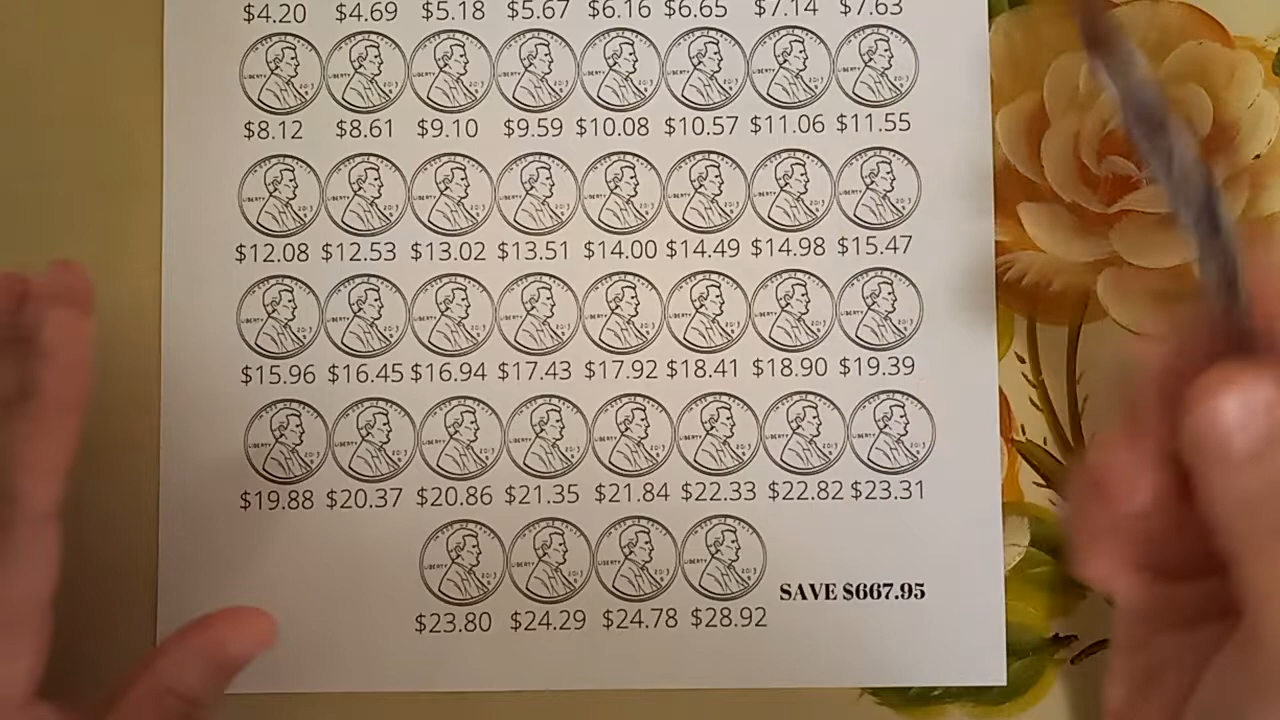 $4.20 $4.69 $5.18 $5.67 $6.16 $6.65 $7.14 $7.63
$8.12 $8.61 $9.10 $9.59 $10.08 $10.57 $11.06 $11.55
$12.08 $12.53 $13.02 $13.51 $14.00 $14.49 $14.98 $15.47
$15.96 $16.45 $16.94 $17.43 $17.92 $18.41 $18.90 $19.39
$19.88 $20.37 $20.86 $21.35 $21.84 $22.33 $22.82 $23.31
SAVE $667.95
$23.80 $24.29 $24.78 $28.92